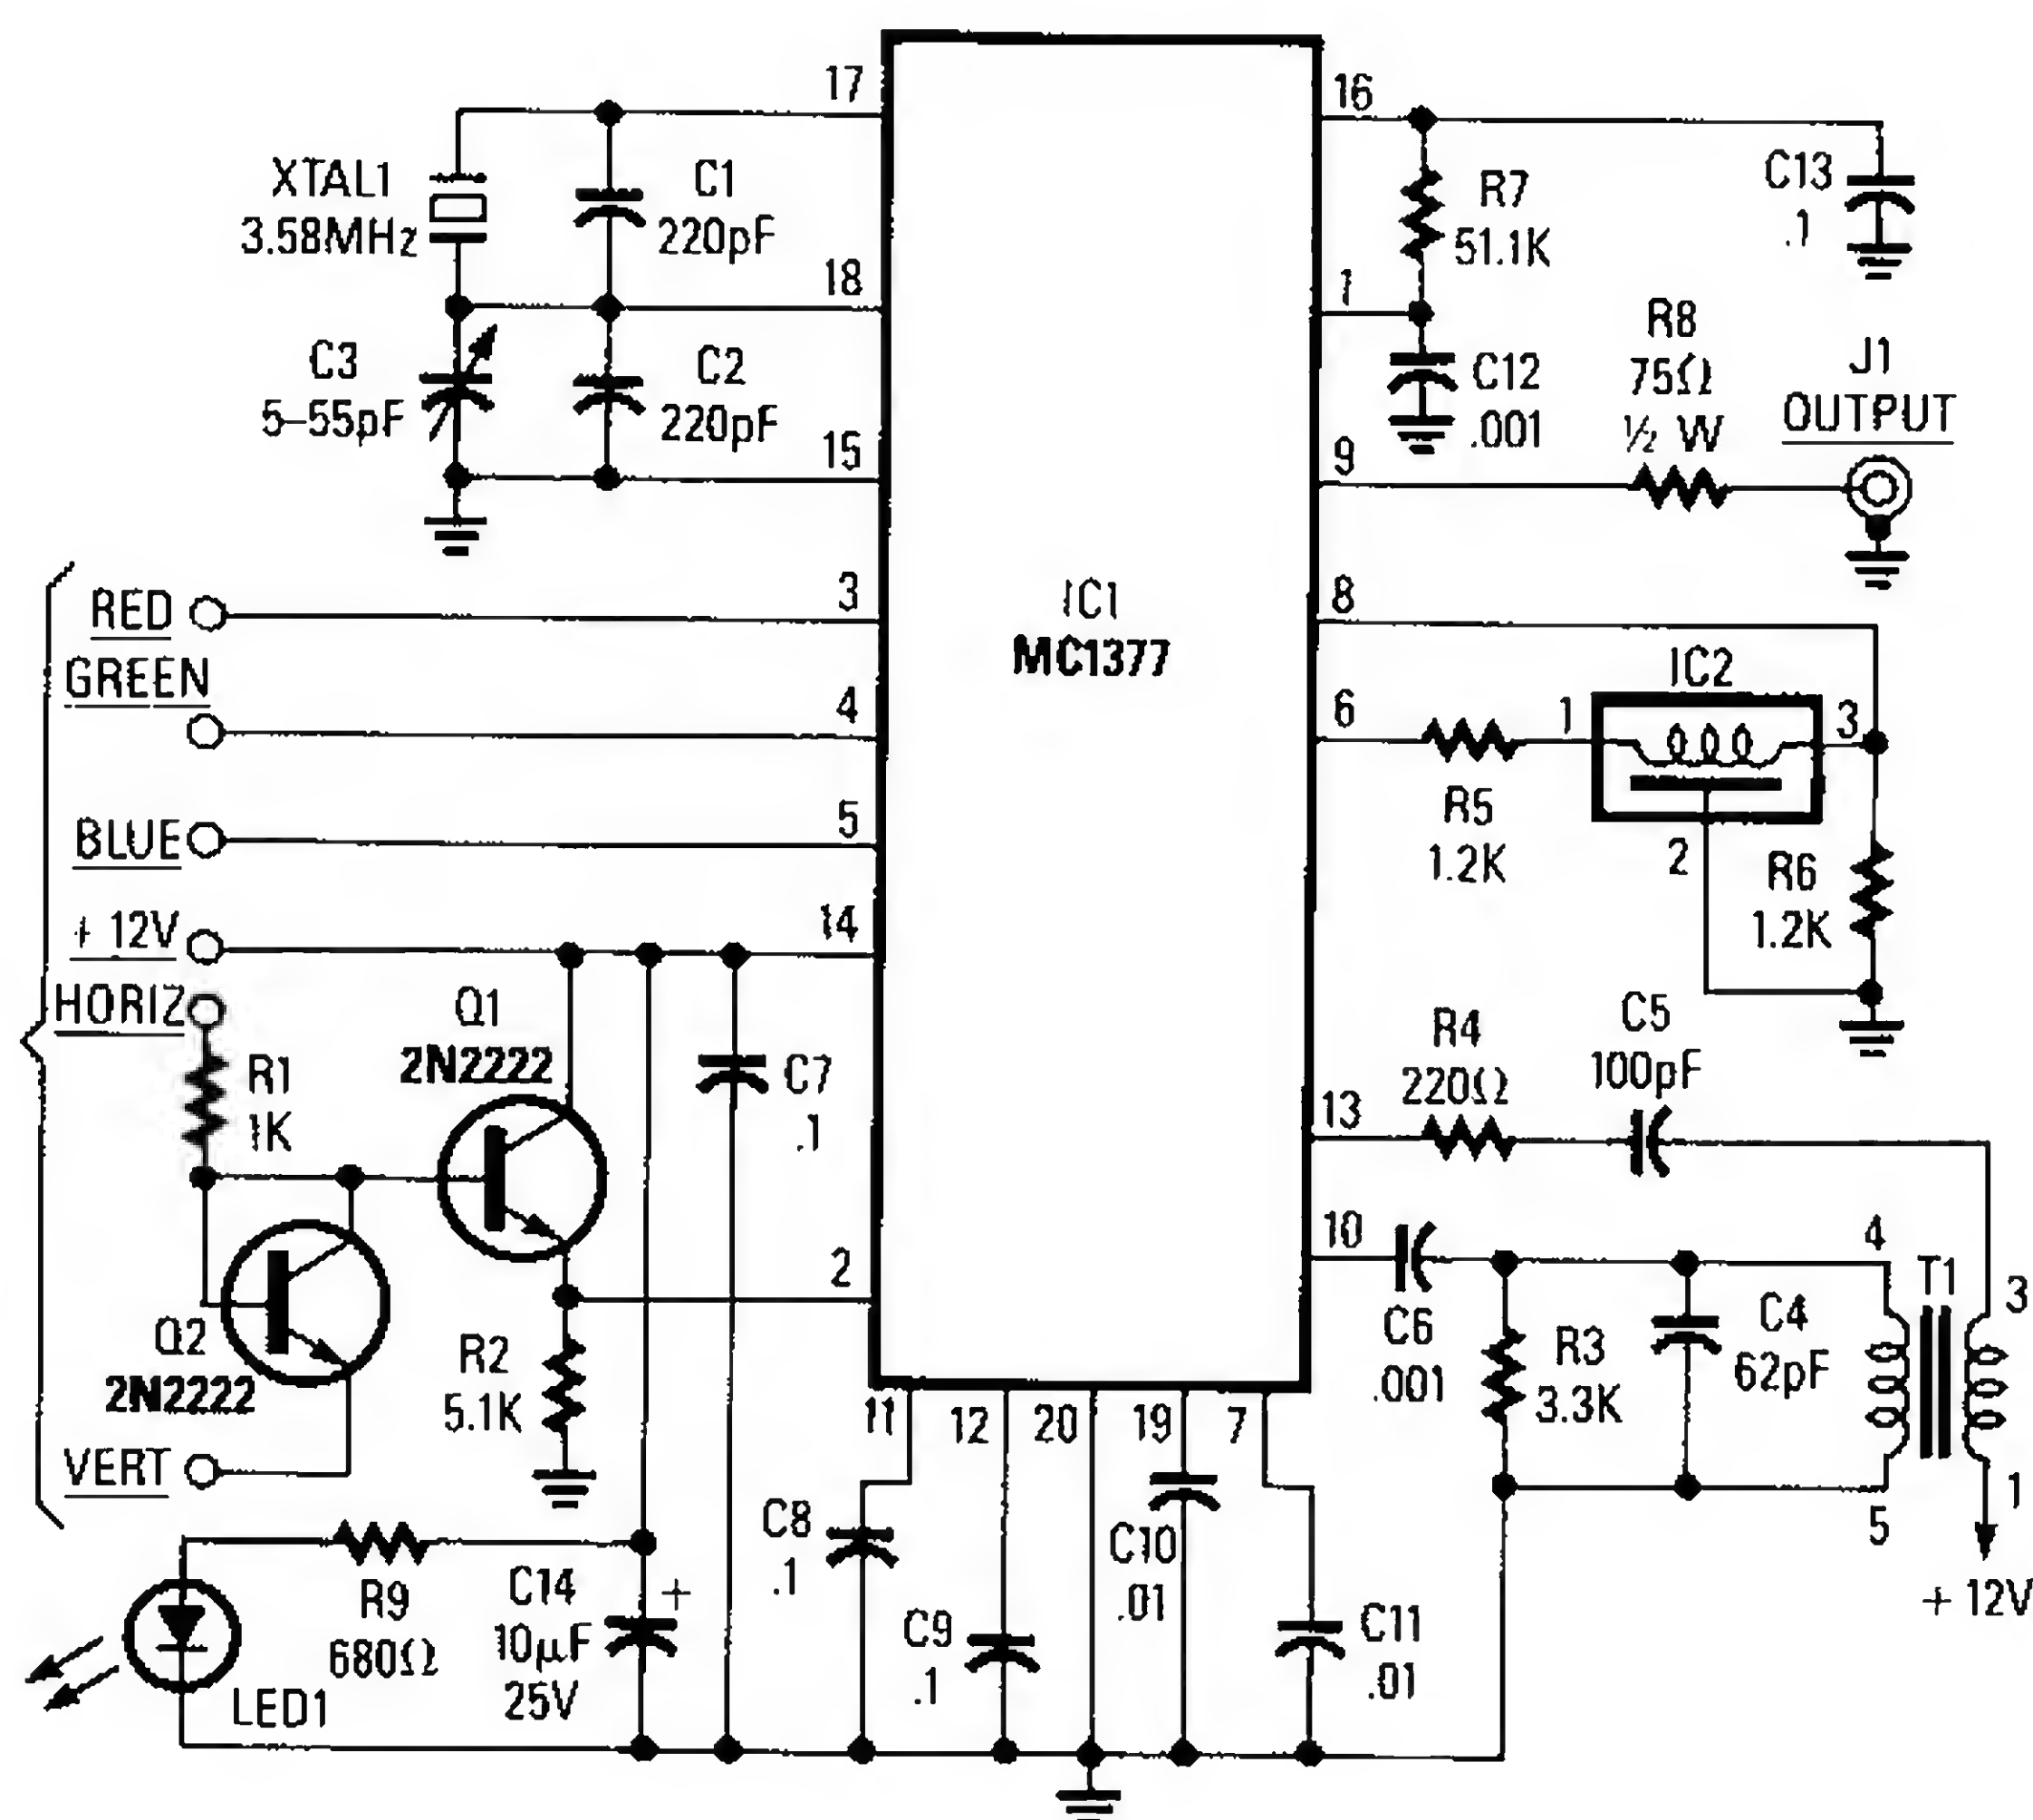 17
16
XTAL1
3.58MHz
C1
220pF
R7
51.1K
C13
.1
18
1
C3
5–55pF
C2
220pF
C12
.001
R8
75Ω
½ W
J1
OUTPUT
15
9
RED
3
IC1
MC1377
8
GREEN
4
6
R5
1.2K
1
IC2
3
2
R6
1.2K
BLUE
5
+ 12V
14
HORIZ
R1
1K
Q1
2N2222
C7
.1
R4
220Ω
C5
100pF
13
2
10
C6
.001
R3
3.3K
C4
62pF
4
T1
3
5
1
+ 12V
Q2
2N2222
R2
5.1K
VERT
11
12
20
19
7
R9
680Ω
C14
10µF
25V
+
LED1
C8
.1
C9
.1
C10
.01
C11
.01